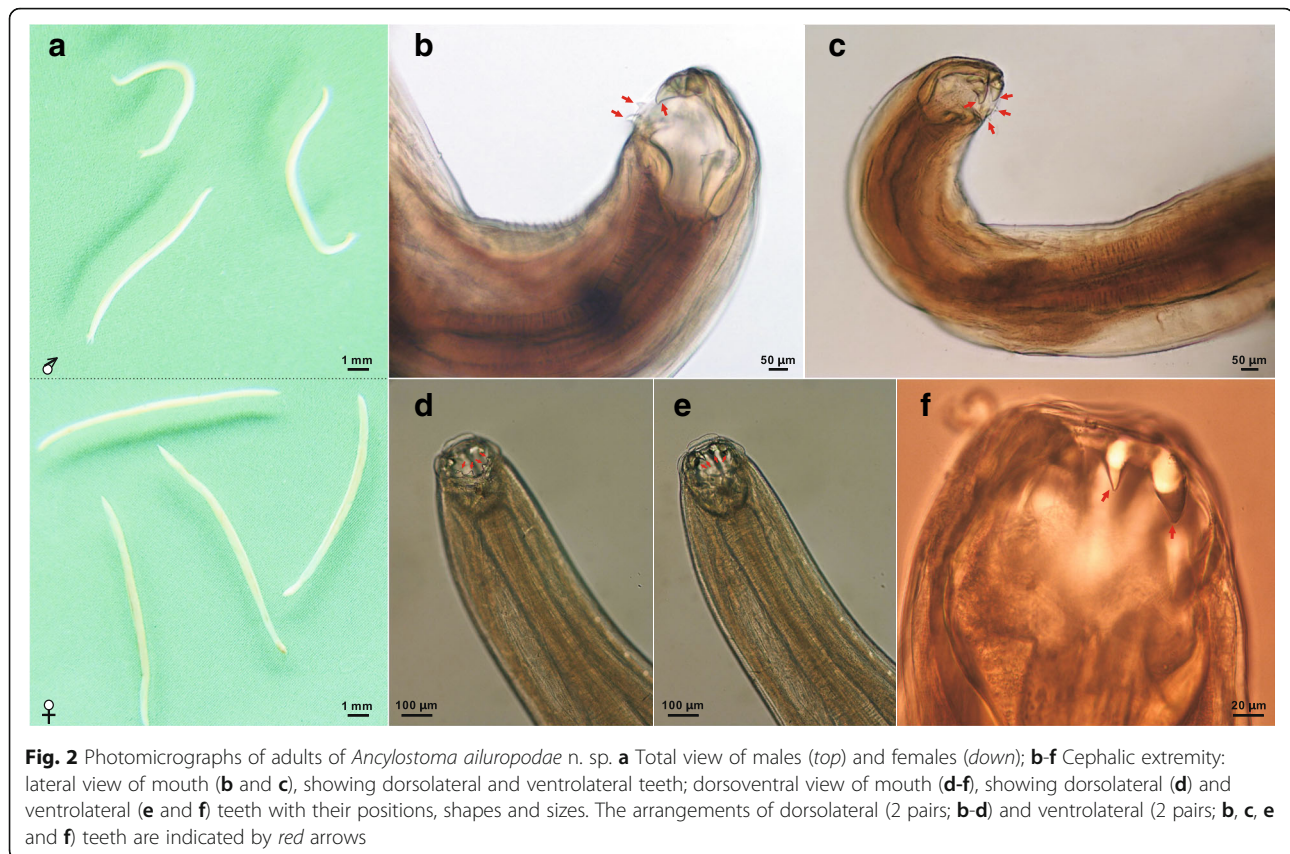 a
b
c
♂
1 mm
50 μm
50 μm
d
e
f
♀
1 mm
100 μm
100 μm
20 μm
Fig. 2 Photomicrographs of adults of Ancylostoma ailuropodae n. sp. a Total view of males (top) and females (down); b-f Cephalic extremity:
lateral view of mouth (b and c), showing dorsolateral and ventrolateral teeth; dorsoventral view of mouth (d-f), showing dorsolateral (d) and
ventrolateral (e and f) teeth with their positions, shapes and sizes. The arrangements of dorsolateral (2 pairs; b-d) and ventrolateral (2 pairs; b, c, e
and f) teeth are indicated by red arrows